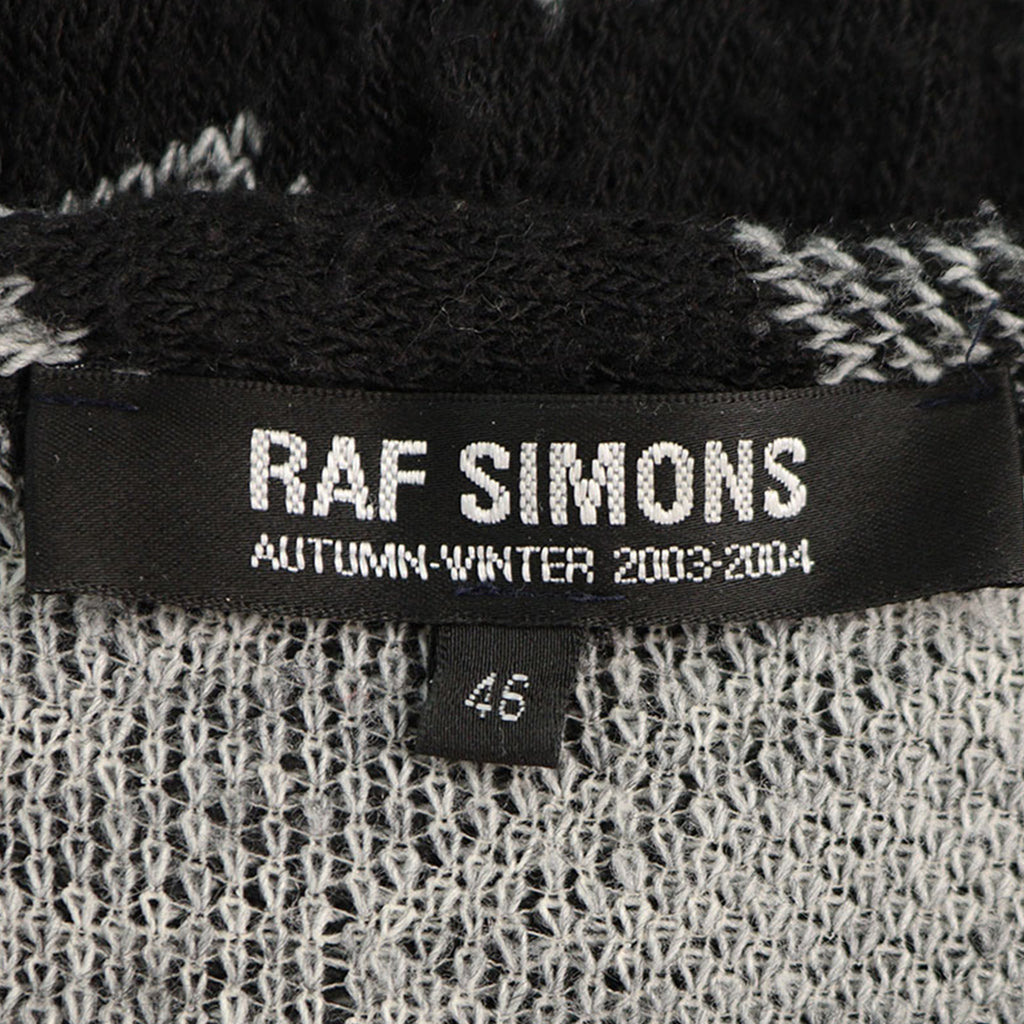 RAF SIMONS
AUTUMN-WINTER 2003-2004
46